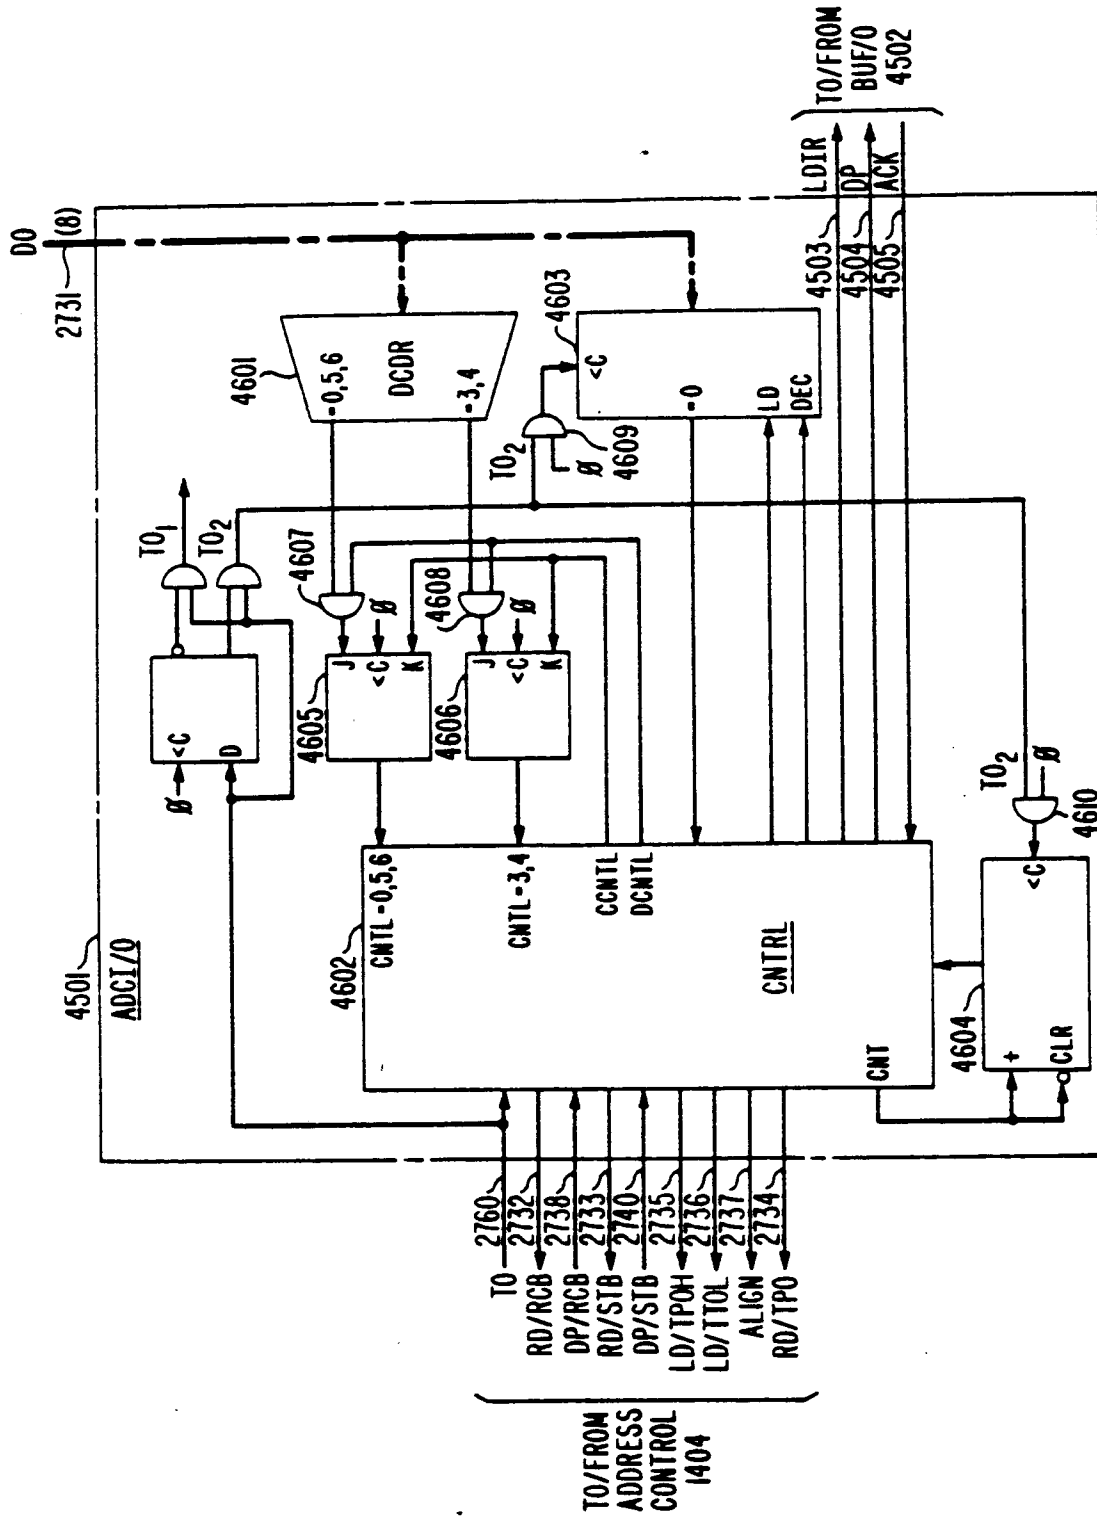 DO
2731
(8)
4501
ADCI/O
4601
=0,5,6
DCDR
=3,4
4603
<C
=0
LD
DEC
TO2
Ø
4609
TO1
TO2
<C
D
Ø
4607
4608
4605
J
<C
K
Ø
4606
J
<C
K
Ø
4602
CNTL=0,5,6
CNTL=3,4
CCNTL
DCNTL
CNTRL
CNT
4604
+
CLR
<C
TO2
Ø
4610
4503
LDIR
4504
DP
4505
ACK
TO/FROM
BUF/O
4502
TO
2760
RD/RCB
2732
DP/RCB
2738
RD/STB
2733
DP/STB
2740
LD/TPOH
2735
LD/TTOL
2736
ALIGN
2737
RD/TPO
2734
TO/FROM
ADDRESS
CONTROL
1404